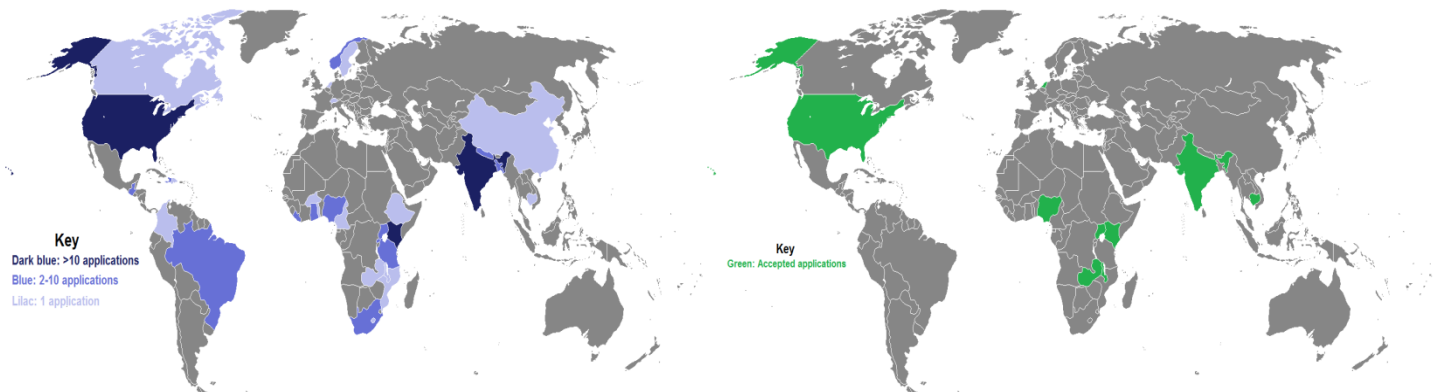 Key
Dark blue: >10 applications
Blue: 2-10 applications
Lilac: 1 application
Key
Green: Accepted applications